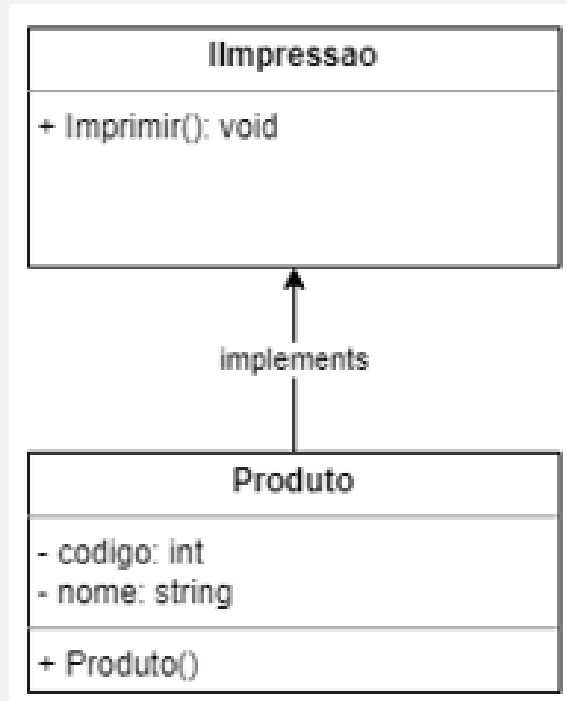 IImpressao
+ Imprimir(): void
implements
Produto
- codigo: int
- nome: string
+ Produto()